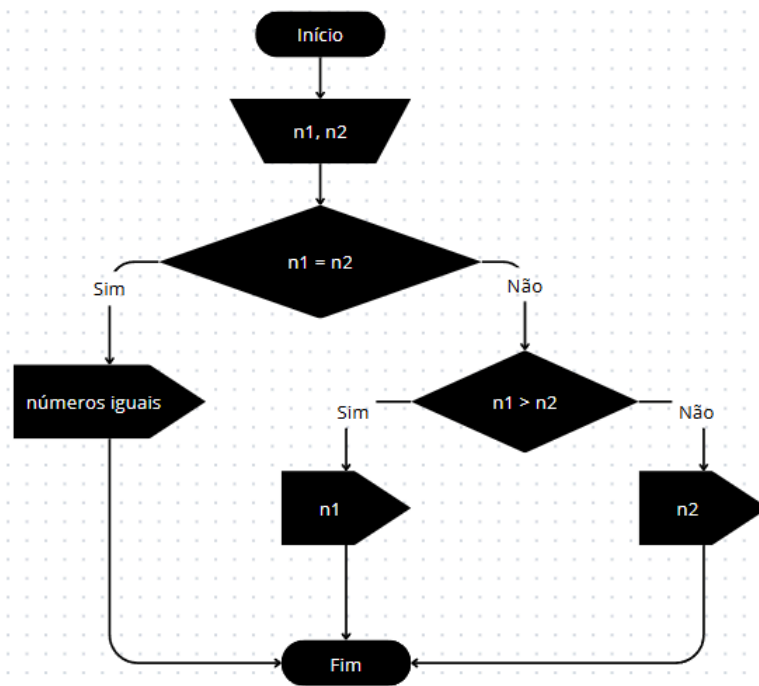 Início
n1, n2
n1 = n2
Sim
Não
números iguais
n1 > n2
Sim
Não
n1
n2
Fim